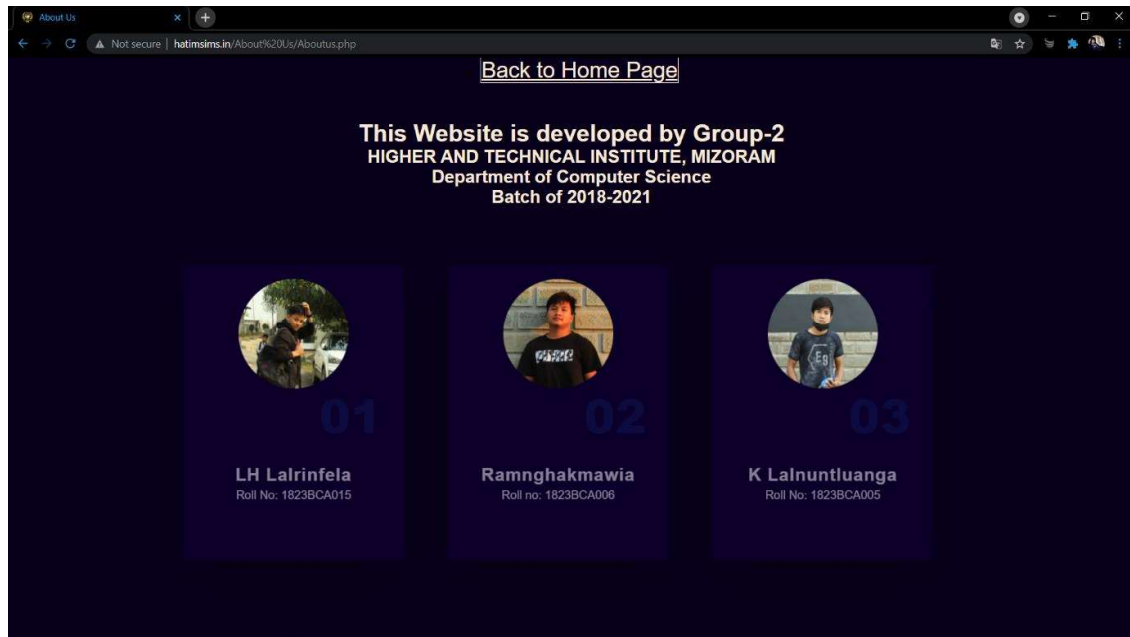 About Us
Not secure | hatimsims.in/About%20Us/Aboutus.php
Back to Home Page
This Website is developed by Group-2
HIGHER AND TECHNICAL INSTITUTE, MIZORAM
Department of Computer Science
Batch of 2018-2021
01
02
03
LH Lalrinfela
Roll No: 1823BCA015
Ramnghakmawia
Roll no: 1823BCA006
K Lalnuntluanga
Roll No: 1823BCA005